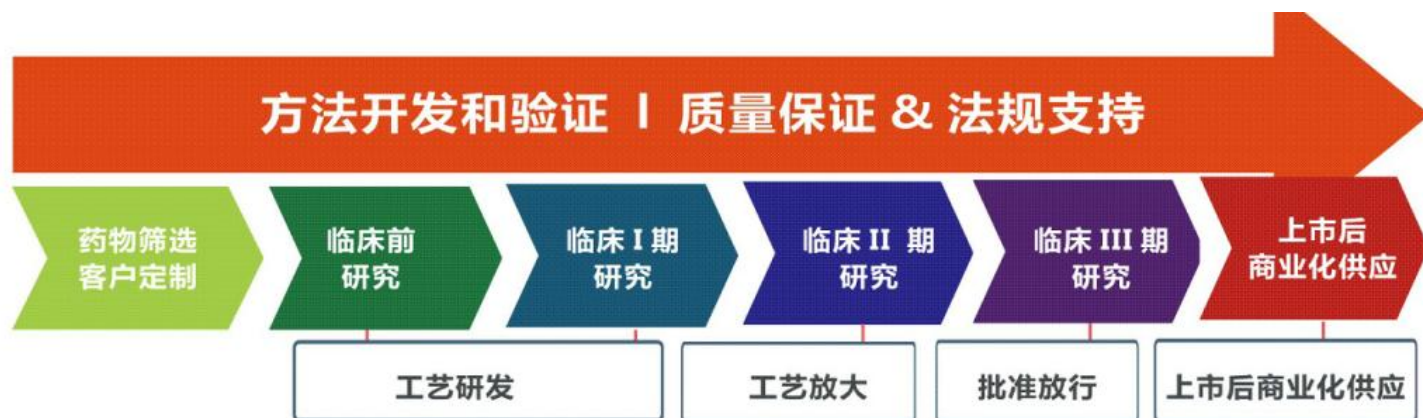 方法开发和验证 | 质量保证 & 法规支持
药物筛选
客户定制
临床前
研究
临床 I 期
研究
临床 II 期
研究
临床 III 期
研究
上市后
商业化供应
工艺研发
工艺放大
批准放行
上市后商业化供应